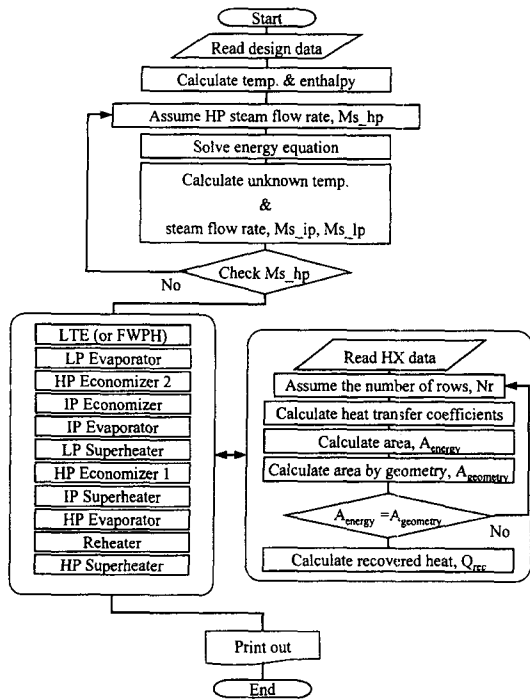 Start
Read design data
Calculate temp. & enthalpy
Assume HP steam flow rate, Ms_hp
Solve energy equation
Calculate unknown temp.
&
steam flow rate, Ms_ip, Ms_lp
Check Ms_hp
No
LTE (or FWPH)
LP Evaporator
HP Economizer 2
IP Economizer
IP Evaporator
LP Superheater
HP Economizer 1
IP Superheater
HP Evaporator
Reheater
HP Superheater
Read HX data
Assume the number of rows, Nr
Calculate heat transfer coefficients
Calculate area, A_energy
Calculate area by geometry, A_geometry
A_energy =A_geometry
No
Calculate recovered heat, Q_rec
Print out
End